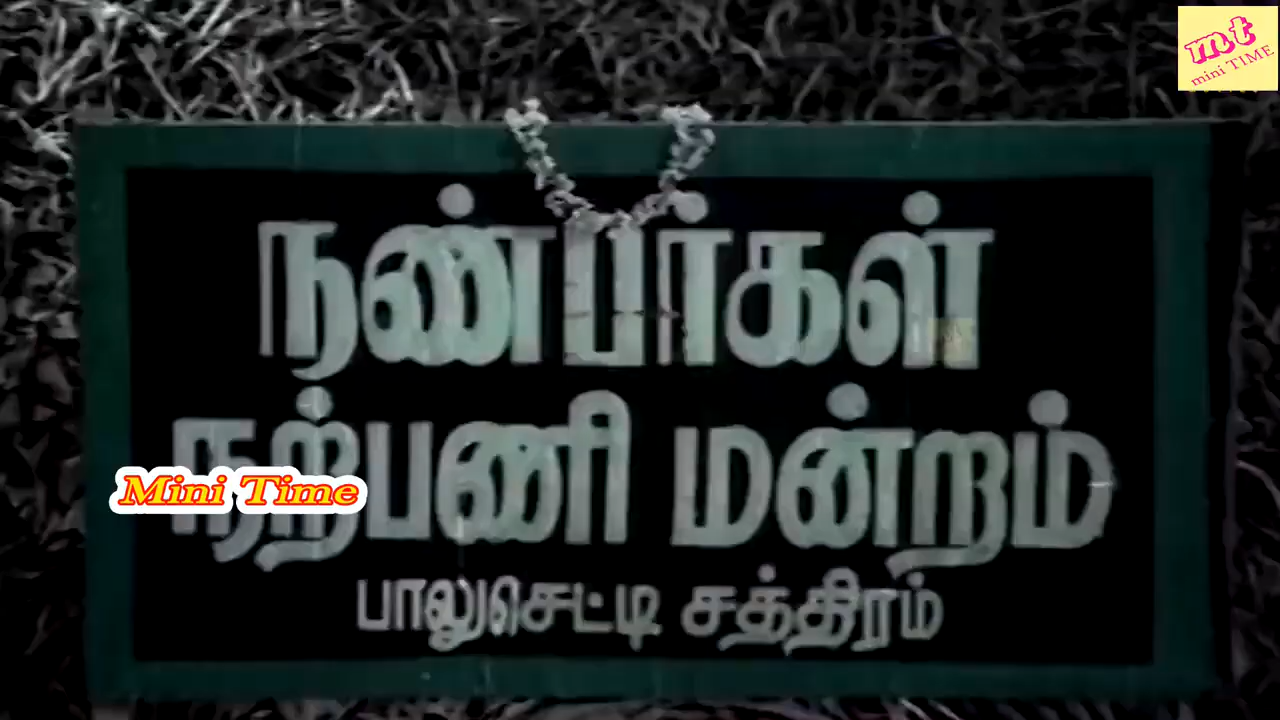 mt
mini TIME
நண்பர்கள்
நற்பணி மன்றம்
Mini Time
பாலுசெட்டி சத்திரம்